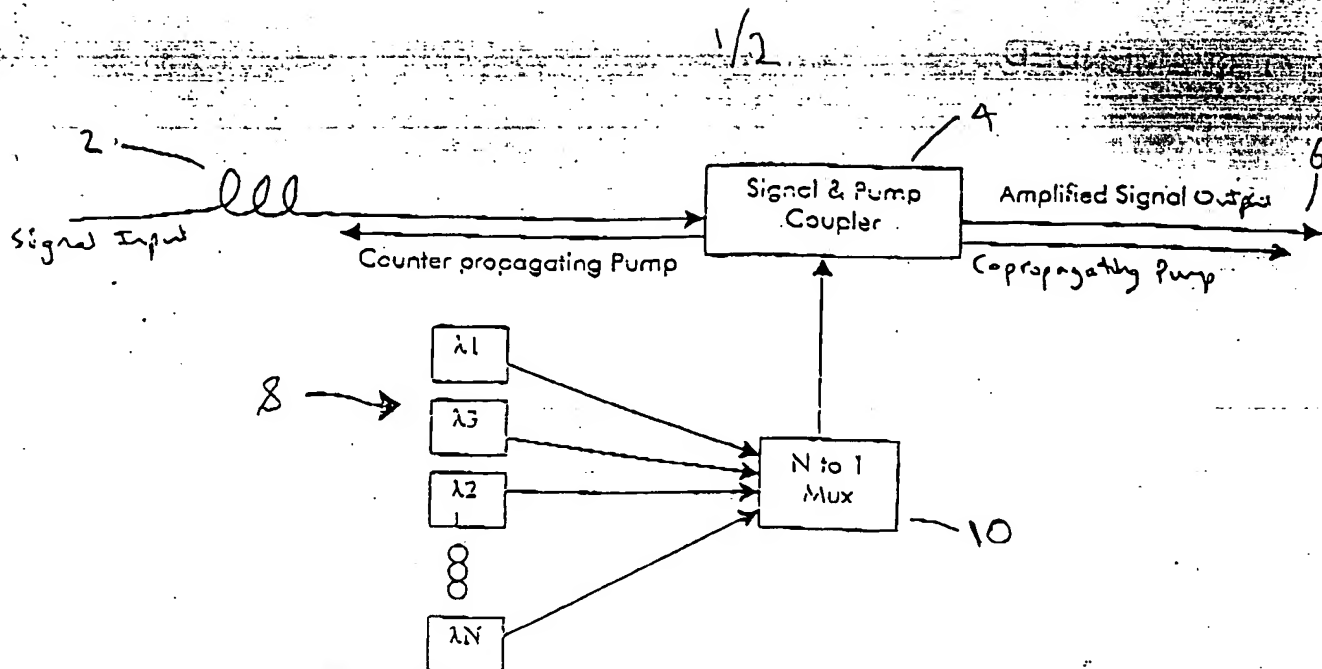 1/2
2
4
6
Signal Input
Signal & Pump
Coupler
Amplified Signal Output
Counter propagating Pump
Copropagating Pump
8
λ1
λ3
λ2
λN
N to 1
Mux
10